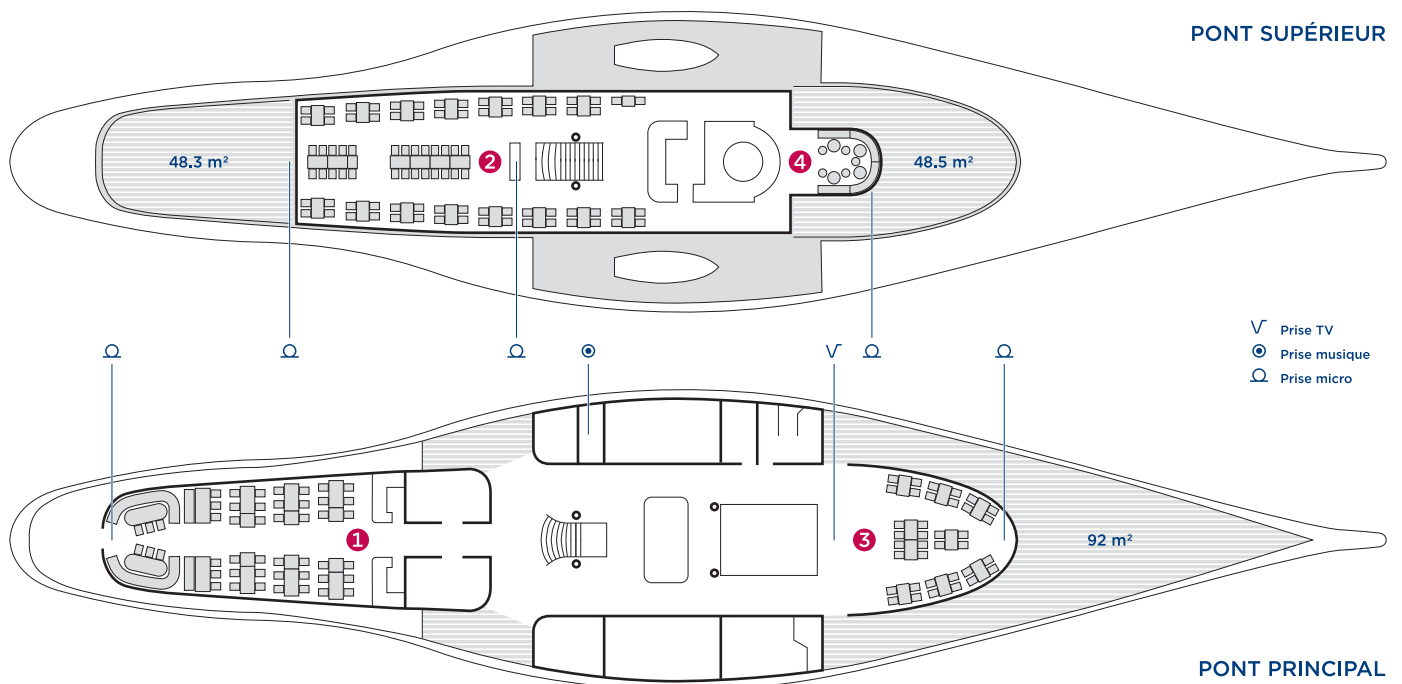 PONT SUPÉRIEUR
48.3 m²
2
4
48.5 m²
Prise TV
Prise musique
Prise micro
1
3
92 m²
PONT PRINCIPAL